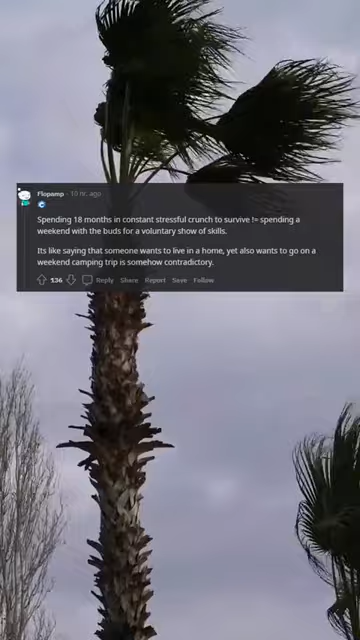 Flopamp · 10 hr. ago
Spending 18 months in constant stressful crunch to survive != spending a
weekend with the buds for a voluntary show of skills.
Its like saying that someone wants to live in a home, yet also wants to go on a
weekend camping trip is somehow contradictory.
136 Reply Share Report Save Follow